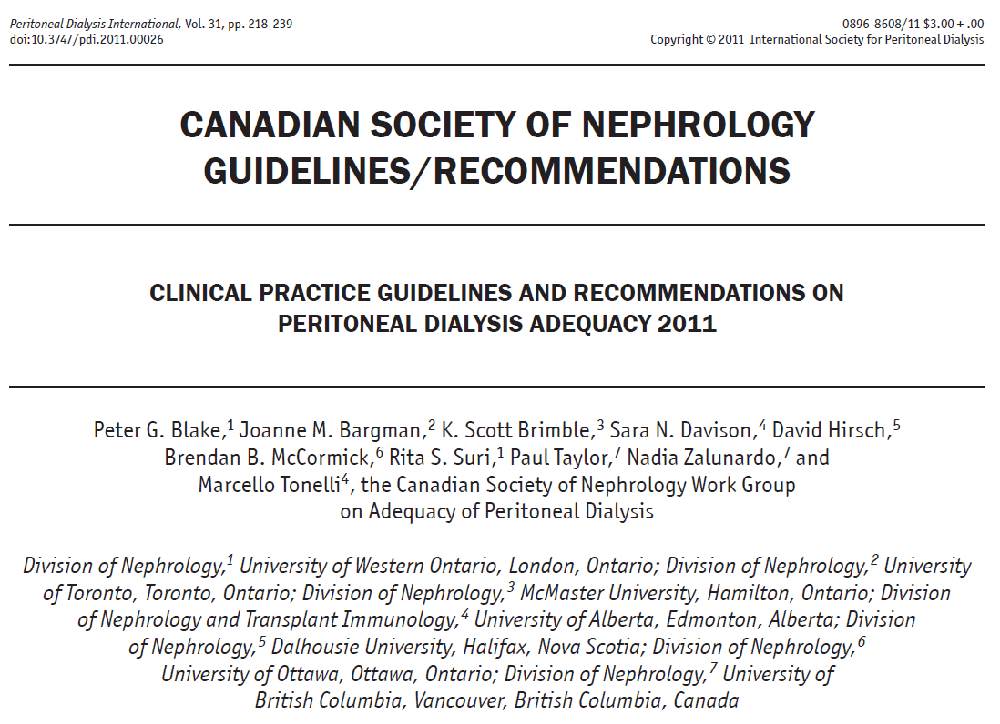 Peritoneal Dialysis International, Vol. 31, pp. 218-239
doi:10.3747/pdi.2011.00026
0896-8608/11 $3.00 + .00
Copyright © 2011 International Society for Peritoneal Dialysis
CANADIAN SOCIETY OF NEPHROLOGY
GUIDELINES/RECOMMENDATIONS
CLINICAL PRACTICE GUIDELINES AND RECOMMENDATIONS ON
PERITONEAL DIALYSIS ADEQUACY 2011
Peter G. Blake,1 Joanne M. Bargman,2 K. Scott Brimble,3 Sara N. Davison,4 David Hirsch,5
Brendan B. McCormick,6 Rita S. Suri,1 Paul Taylor,7 Nadia Zalunardo,7 and
Marcello Tonelli4, the Canadian Society of Nephrology Work Group
on Adequacy of Peritoneal Dialysis
Division of Nephrology,1 University of Western Ontario, London, Ontario; Division of Nephrology,2 University
of Toronto, Toronto, Ontario; Division of Nephrology,3 McMaster University, Hamilton, Ontario; Division
of Nephrology and Transplant Immunology,4 University of Alberta, Edmonton, Alberta; Division
of Nephrology,5 Dalhousie University, Halifax, Nova Scotia; Division of Nephrology,6
University of Ottawa, Ottawa, Ontario; Division of Nephrology,7 University of
British Columbia, Vancouver, British Columbia, Canada